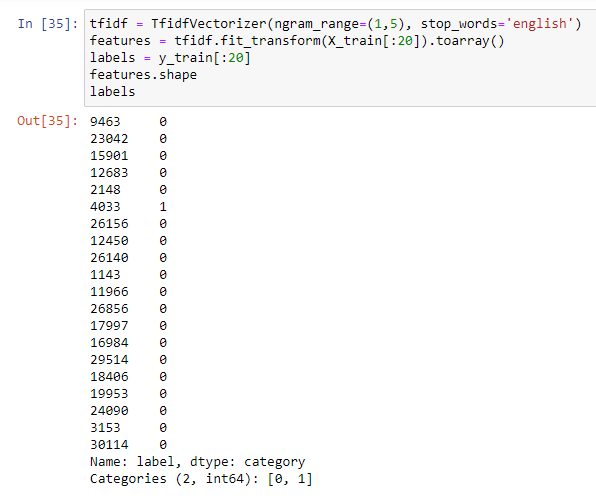 In [35]: tfidf = TfidfVectorizer(ngram_range=(1,5), stop_words='english')
features = tfidf.fit_transform(X_train[:20]).toarray()
labels = y_train[:20]
features.shape
labels
Out[35]: 9463     0
23042    0
15901    0
12683    0
2148     0
4033     1
26156    0
12450    0
26140    0
1143     0
11966    0
26856    0
17997    0
16984    0
29514    0
18406    0
19953    0
24090    0
3153     0
30114    0
Name: label, dtype: category
Categories (2, int64): [0, 1]